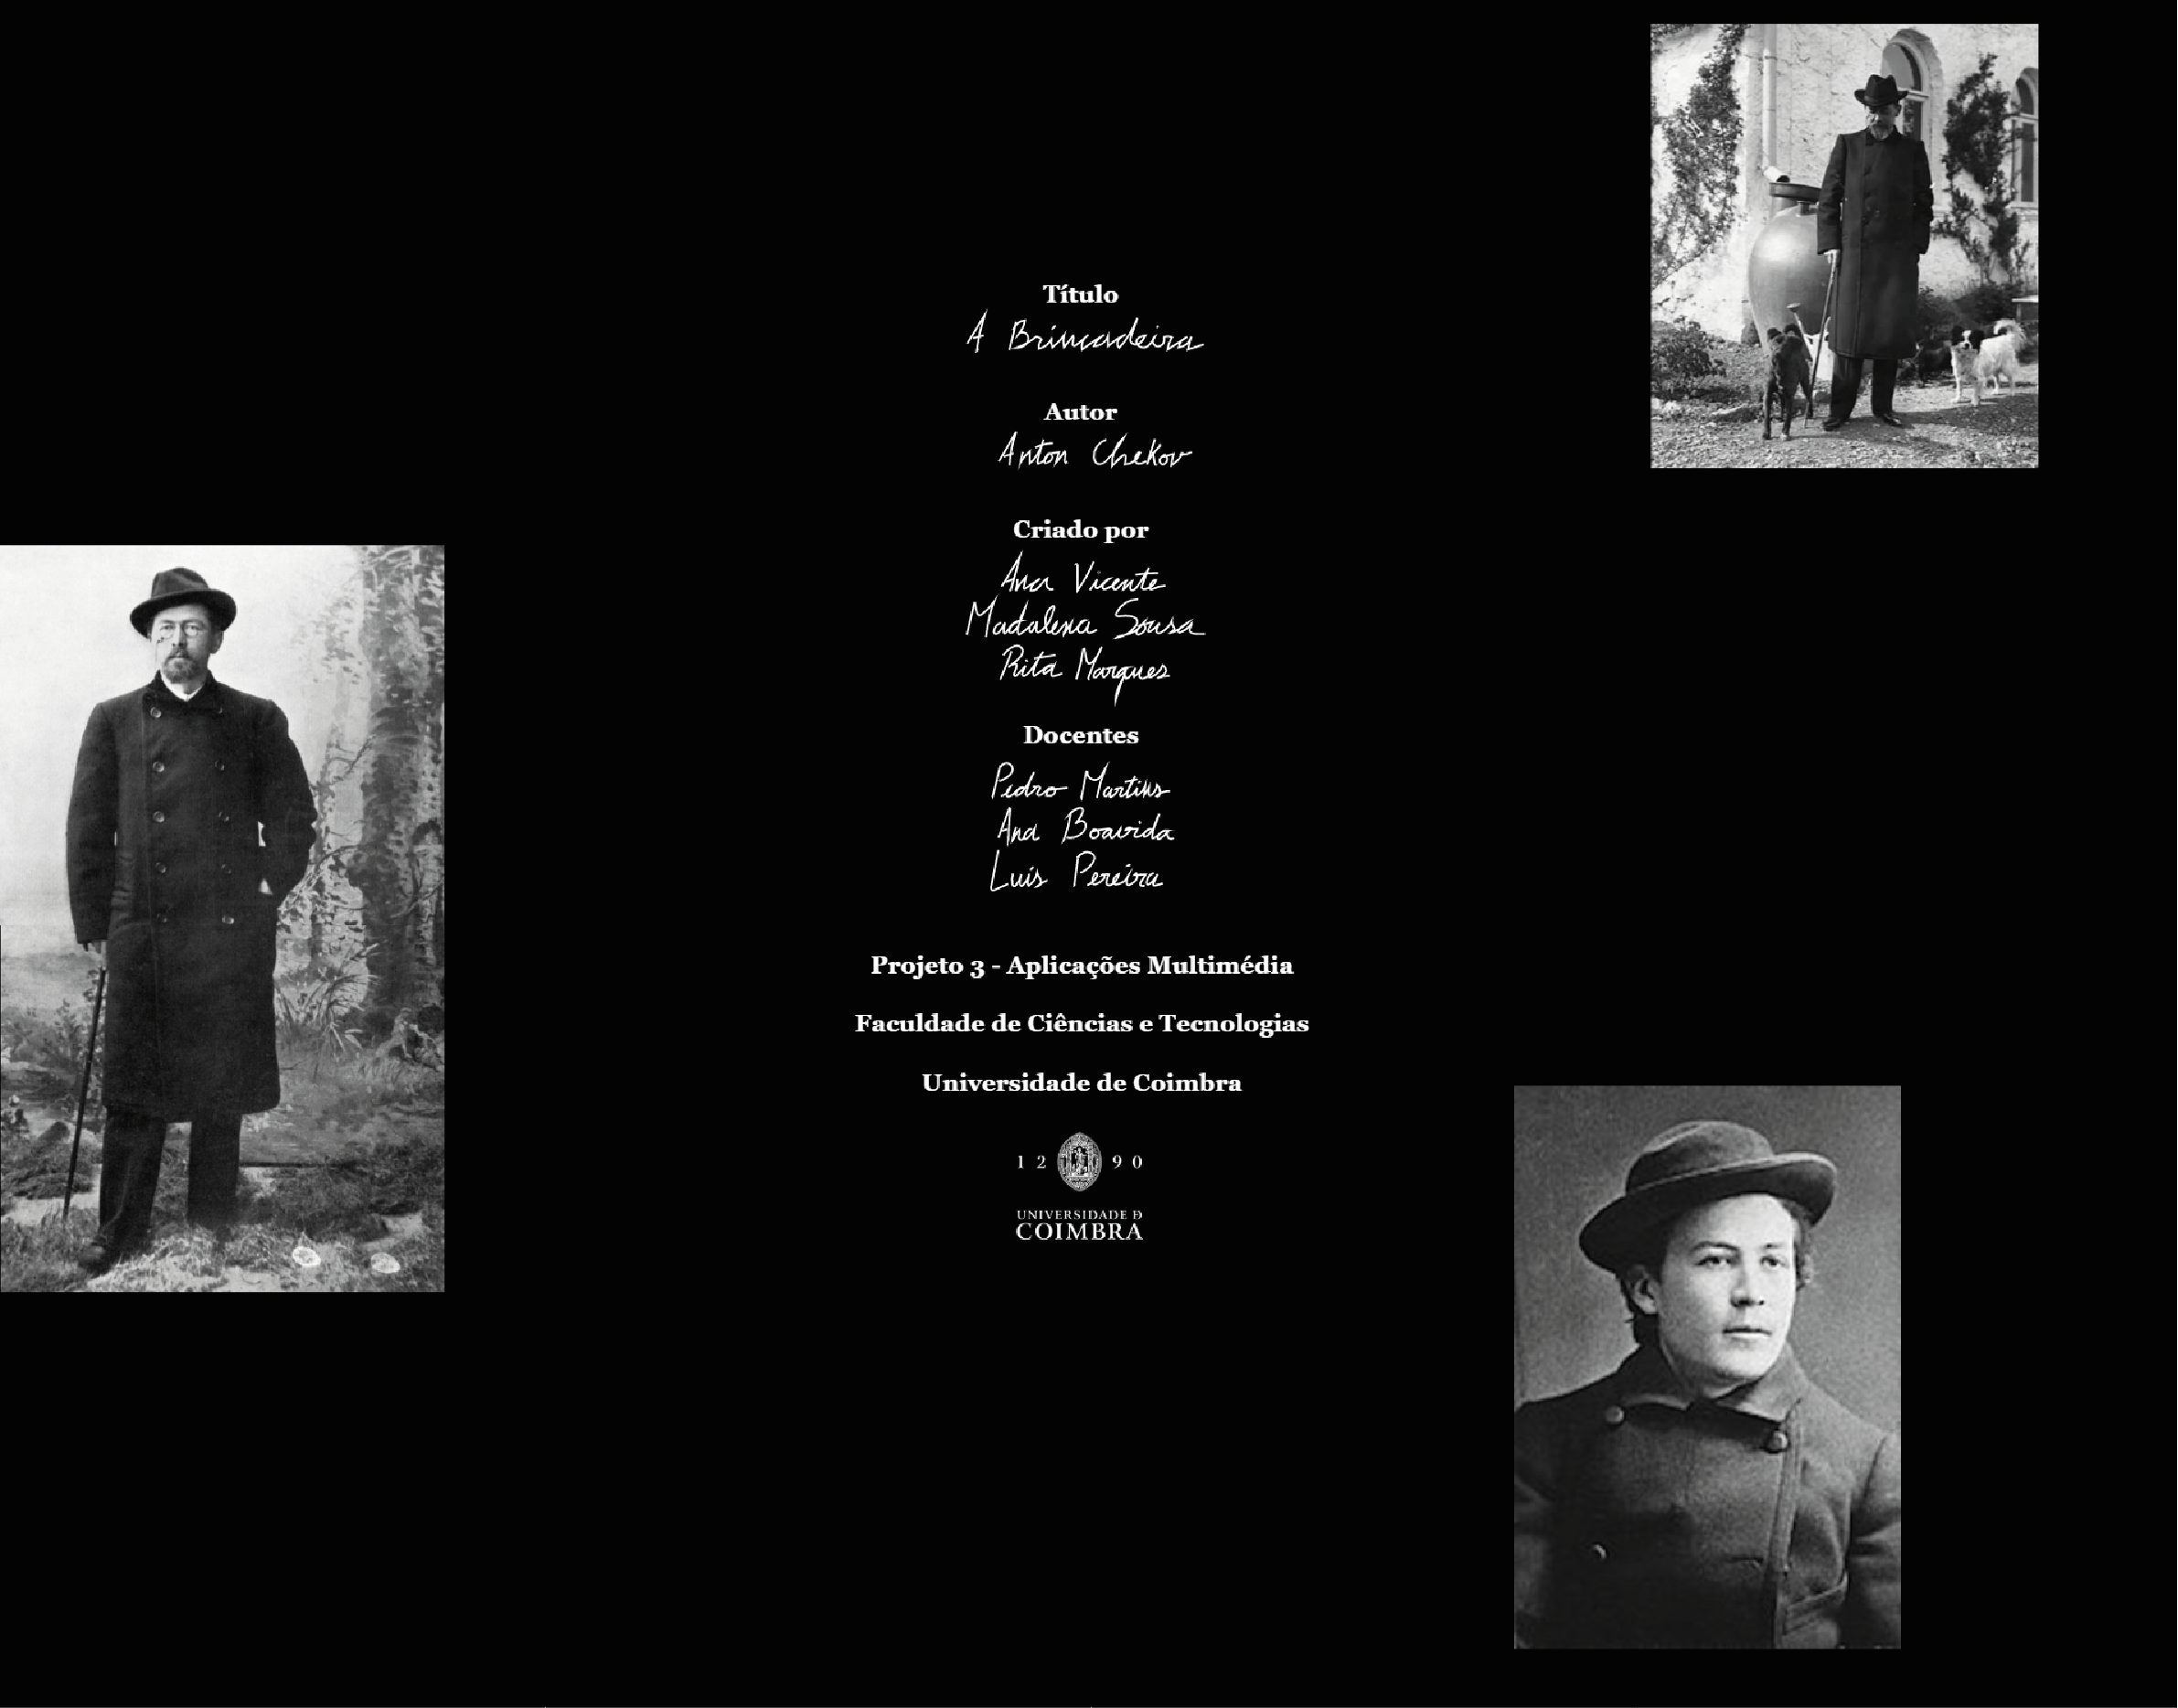 Título
A Brincadeira
Autor
Anton Chekov
Criado por
Ana Vicente
Madalena Sousa
Rita Marques
Docentes
Pedro Martins
Ana Boavida
Luís Pereira
Projeto 3 - Aplicações Multimédia
Faculdade de Ciências e Tecnologias
Universidade de Coimbra
1 2 9 0
UNIVERSIDADE Ð
COIMBRA